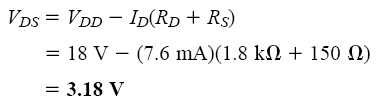 VDS = VDD − ID(RD + RS)
= 18 V − (7.6 mA)(1.8 kΩ + 150 Ω)
= 3.18 V